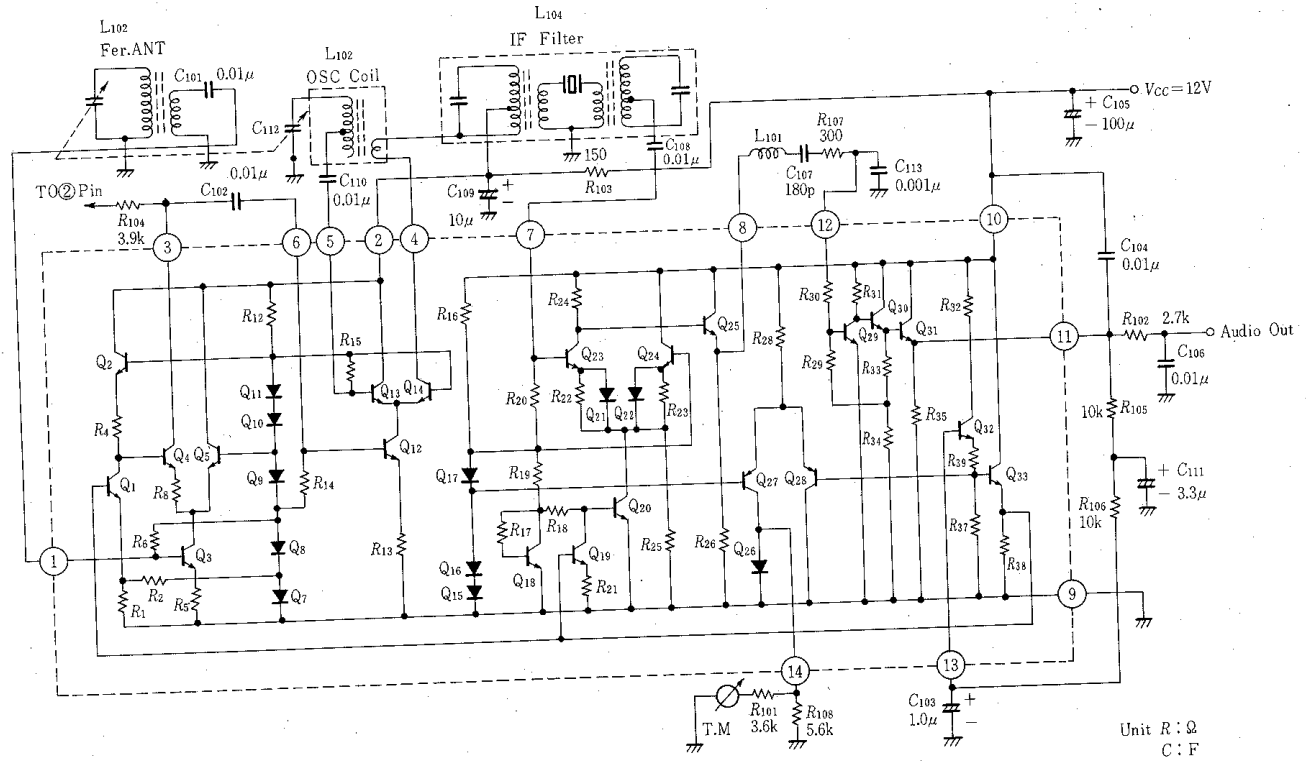 L102
Fer.ANT
C101 0.01μ
L102
OSC Coil
L104
IF Filter
C112
C110
0.01μ
C108
0.01μ
150
R103
C109
10μ
+
−
L101
R107
300
C107
180p
C113
0.001μ
VCC=12V
+ C105
− 100μ
TO②Pin
0.01μ
C102
R104
3.9k
3
6
5
2
4
7
8
12
10
C104
0.01μ
R12
R15
R16
R24
Q25
R28
R30
R31
Q30
R32
Q31
11
R102 2.7k
Audio Out
C106
0.01μ
Q2
Q11
Q10
Q13
Q14
Q23
Q24
R29
Q29
R33
R4
R20
R22
Q21
Q22
R23
R35
10k R105
Q12
Q4
Q5
Q9
R14
Q17
R19
R34
Q32
R39
Q1
R8
Q27
Q28
Q33
+ C111
− 3.3μ
Q20
R17
R18
R106
10k
R6
Q3
Q8
R13
Q19
R25
R26
Q26
R37
R38
1
Q16
Q18
R21
R2
R1
R5
Q7
Q15
9
14
13
T.M
R101
3.6k
R108
5.6k
C103
1.0μ
+
−
Unit R : Ω
C : F